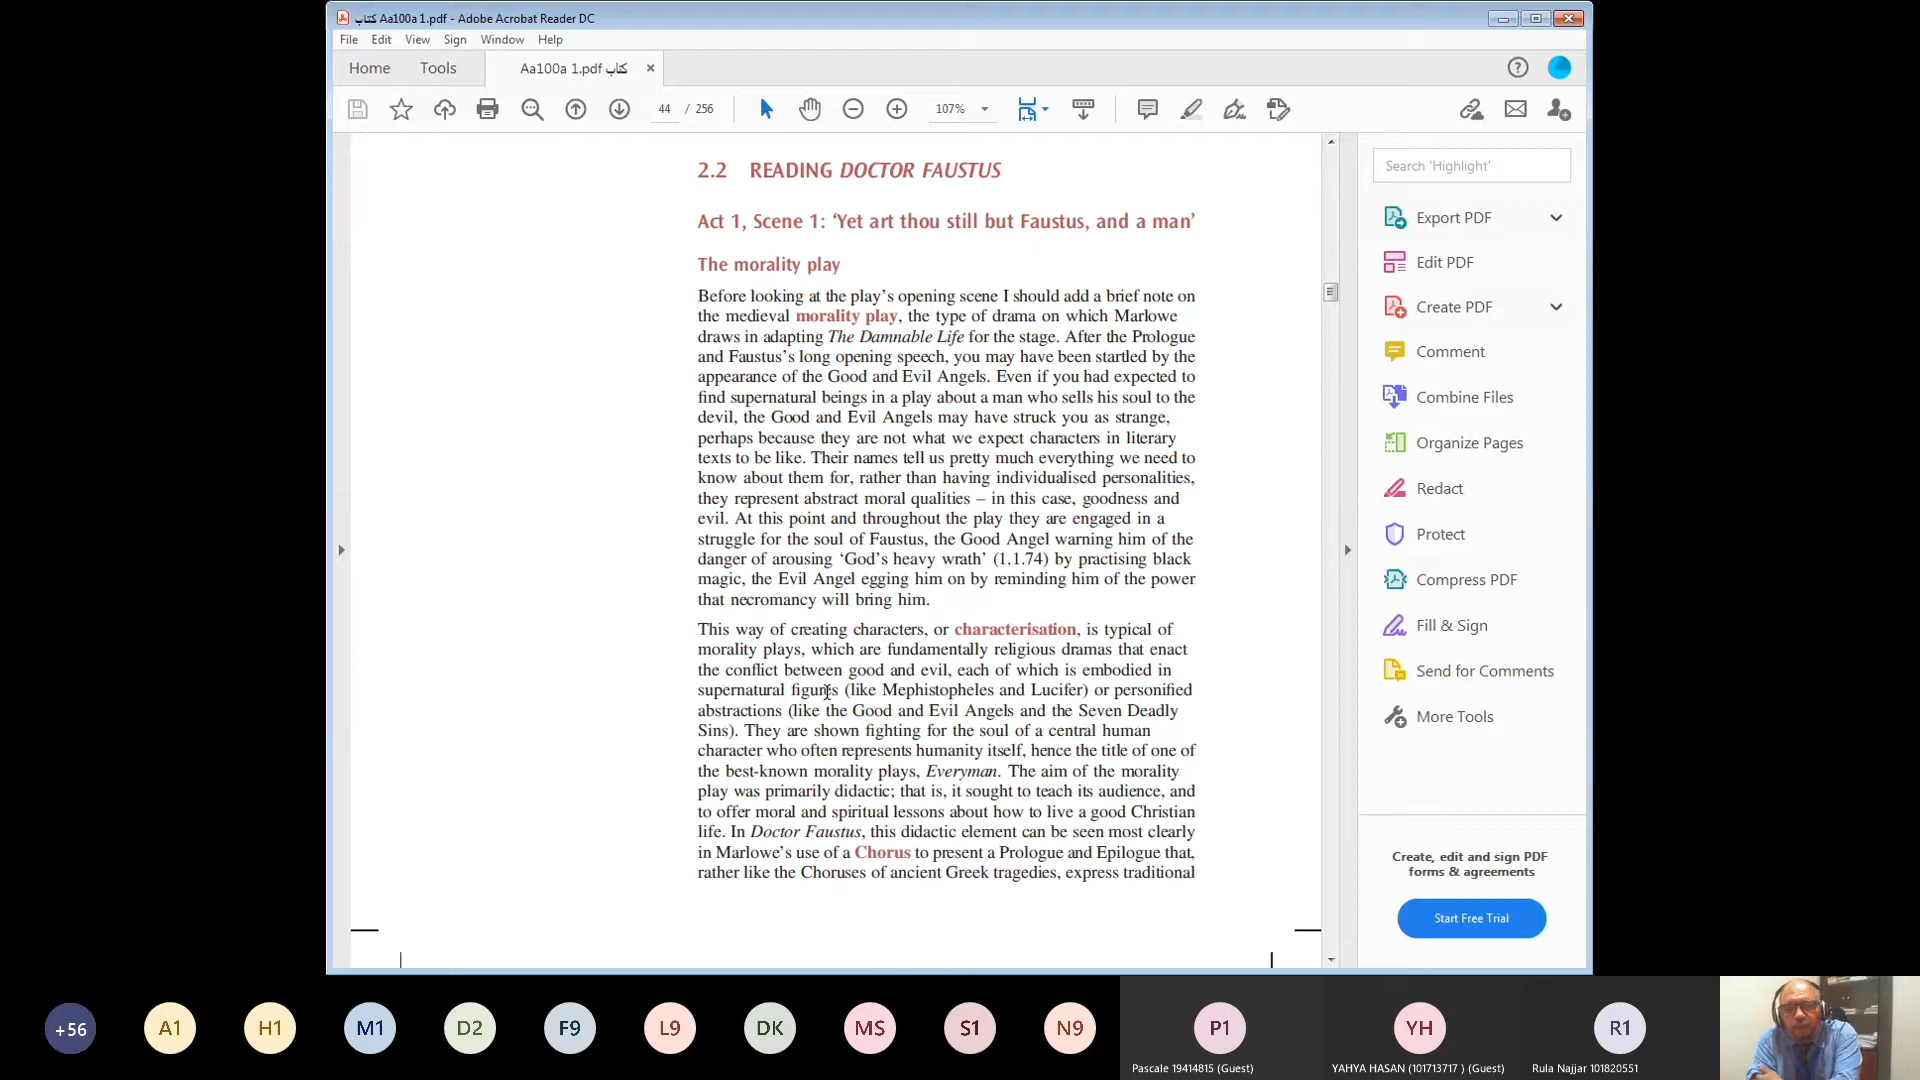 كتاب Aa100a 1.pdf - Adobe Acrobat Reader DC
File Edit View Sign Window Help
Home Tools Aa100a 1.pdf كتاب
44 / 256 107%
2.2 READING DOCTOR FAUSTUS
Act 1, Scene 1: ‘Yet art thou still but Faustus, and a man’
The morality play
Before looking at the play’s opening scene I should add a brief note on
the medieval morality play, the type of drama on which Marlowe
draws in adapting The Damnable Life for the stage. After the Prologue
and Faustus’s long opening speech, you may have been startled by the
appearance of the Good and Evil Angels. Even if you had expected to
find supernatural beings in a play about a man who sells his soul to the
devil, the Good and Evil Angels may have struck you as strange,
perhaps because they are not what we expect characters in literary
texts to be like. Their names tell us pretty much everything we need to
know about them for, rather than having individualised personalities,
they represent abstract moral qualities – in this case, goodness and
evil. At this point and throughout the play they are engaged in a
struggle for the soul of Faustus, the Good Angel warning him of the
danger of arousing ‘God’s heavy wrath’ (1.1.74) by practising black
magic, the Evil Angel egging him on by reminding him of the power
that necromancy will bring him.
This way of creating characters, or characterisation, is typical of
morality plays, which are fundamentally religious dramas that enact
the conflict between good and evil, each of which is embodied in
supernatural figures (like Mephistopheles and Lucifer) or personified
abstractions (like the Good and Evil Angels and the Seven Deadly
Sins). They are shown fighting for the soul of a central human
character who often represents humanity itself, hence the title of one of
the best-known morality plays, Everyman. The aim of the morality
play was primarily didactic; that is, it sought to teach its audience, and
to offer moral and spiritual lessons about how to live a good Christian
life. In Doctor Faustus, this didactic element can be seen most clearly
in Marlowe’s use of a Chorus to present a Prologue and Epilogue that,
rather like the Choruses of ancient Greek tragedies, express traditional
Search 'Highlight'
Export PDF
Edit PDF
Create PDF
Comment
Combine Files
Organize Pages
Redact
Protect
Compress PDF
Fill & Sign
Send for Comments
More Tools
Create, edit and sign PDF
forms & agreements
Start Free Trial
+56 A1 H1 M1 D2 F9 L9 DK MS S1 N9 P1 YH R1
Pascale 19414815 (Guest) YAHYA HASAN (101713717 ) (Guest) Rula Najjar 101820551